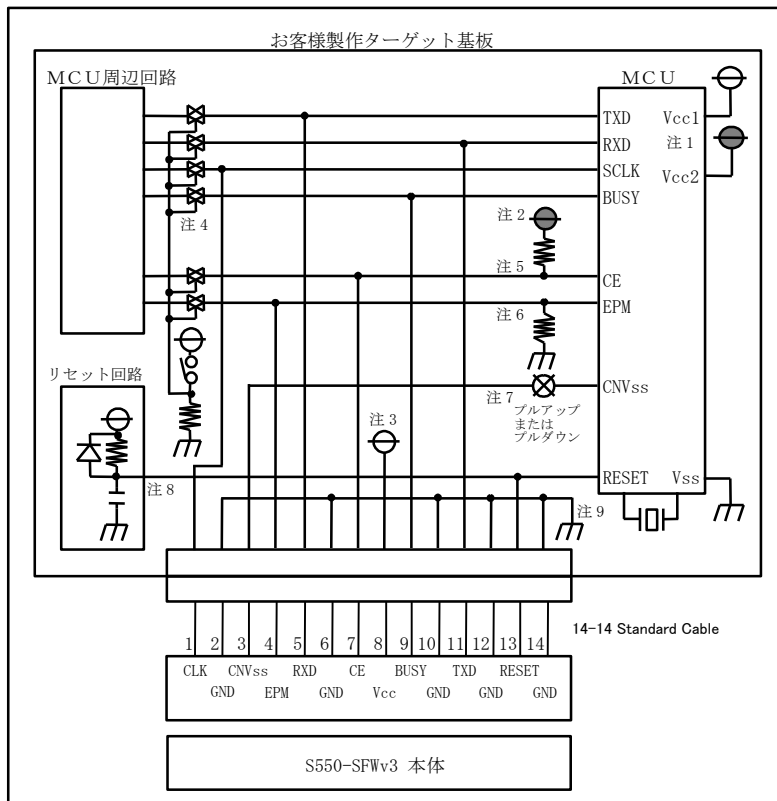 お客様製作ターゲット基板
MCU周辺回路
MCU
TXD
Vcc1
RXD
注1
SCLK
Vcc2
BUSY
注4
注2
注5
CE
注6
EPM
リセット回路
注7
CNVss
プルアップ
または
プルダウン
注3
注8
RESET
Vss
注9
14-14 Standard Cable
1 2 3 4 5 6 7 8 9 10 11 12 13 14
CLK CNVss RXD CE BUSY TXD RESET
GND EPM GND Vcc GND GND GND
S550-SFWv3 本体